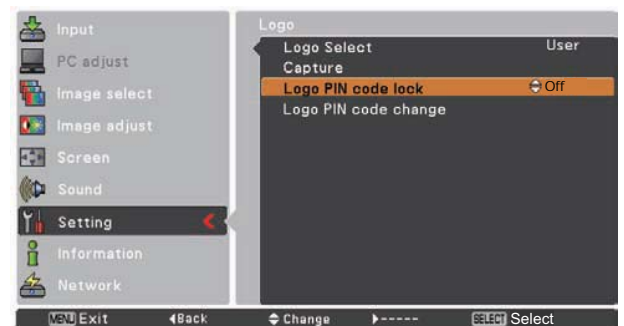 Input
PC adjust
Image select
Image adjust
Screen
Sound
Setting
Information
Network
Logo
Logo Select User
Capture
Logo PIN code lock Off
Logo PIN code change
MENU Exit Back Change ----- SELECT Select